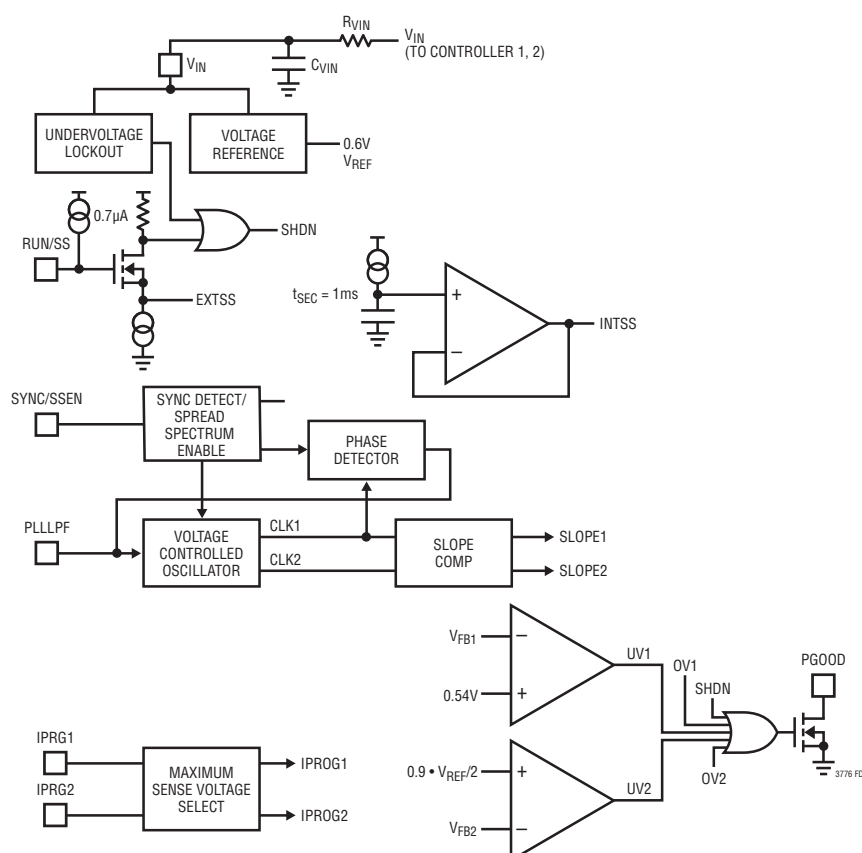 RVIN
VIN
(TO CONTROLLER 1, 2)
VIN
CVIN
UNDERVOLTAGE
LOCKOUT
VOLTAGE
REFERENCE
0.6V
VREF
0.7µA
SHDN
RUN/SS
EXTSS
tSEC = 1ms
+
–
INTSS
SYNC/SSEN
SYNC DETECT/
SPREAD
SPECTRUM
ENABLE
PHASE
DETECTOR
PLLLPF
VOLTAGE
CONTROLLED
OSCILLATOR
CLK1
CLK2
SLOPE
COMP
SLOPE1
SLOPE2
VFB1
–
0.54V
+
UV1
OV1
SHDN
PGOOD
IPRG1
IPRG2
MAXIMUM
SENSE VOLTAGE
SELECT
IPROG1
IPROG2
0.9 • VREF/2
+
VFB2
–
UV2
OV2
3776 FD